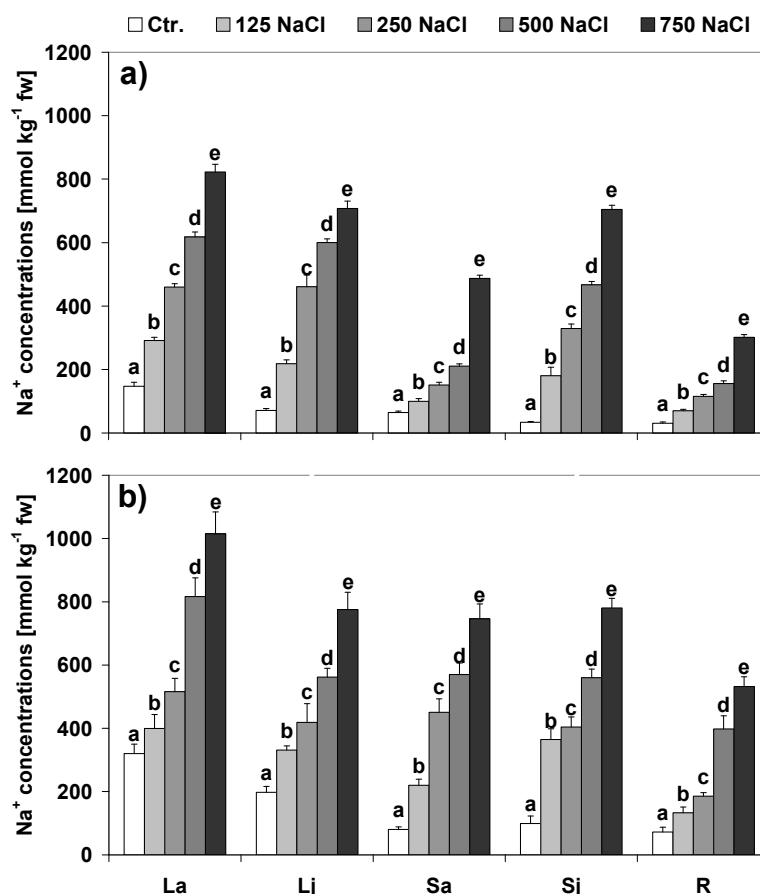 Ctr. 125 NaCl 250 NaCl 500 NaCl 750 NaCl
a)
Na⁺ concentrations [mmol kg⁻¹ fw]
1200
1000
800
600
400
200
0
a b c d e
a b c d e
a b c d e
a b c d e
a b c d e
b)
Na⁺ concentrations [mmol kg⁻¹ fw]
1200
1000
800
600
400
200
0
a b c d e
a b c d e
a b c d e
a b c d e
a b c d e
La Lj Sa Sj R